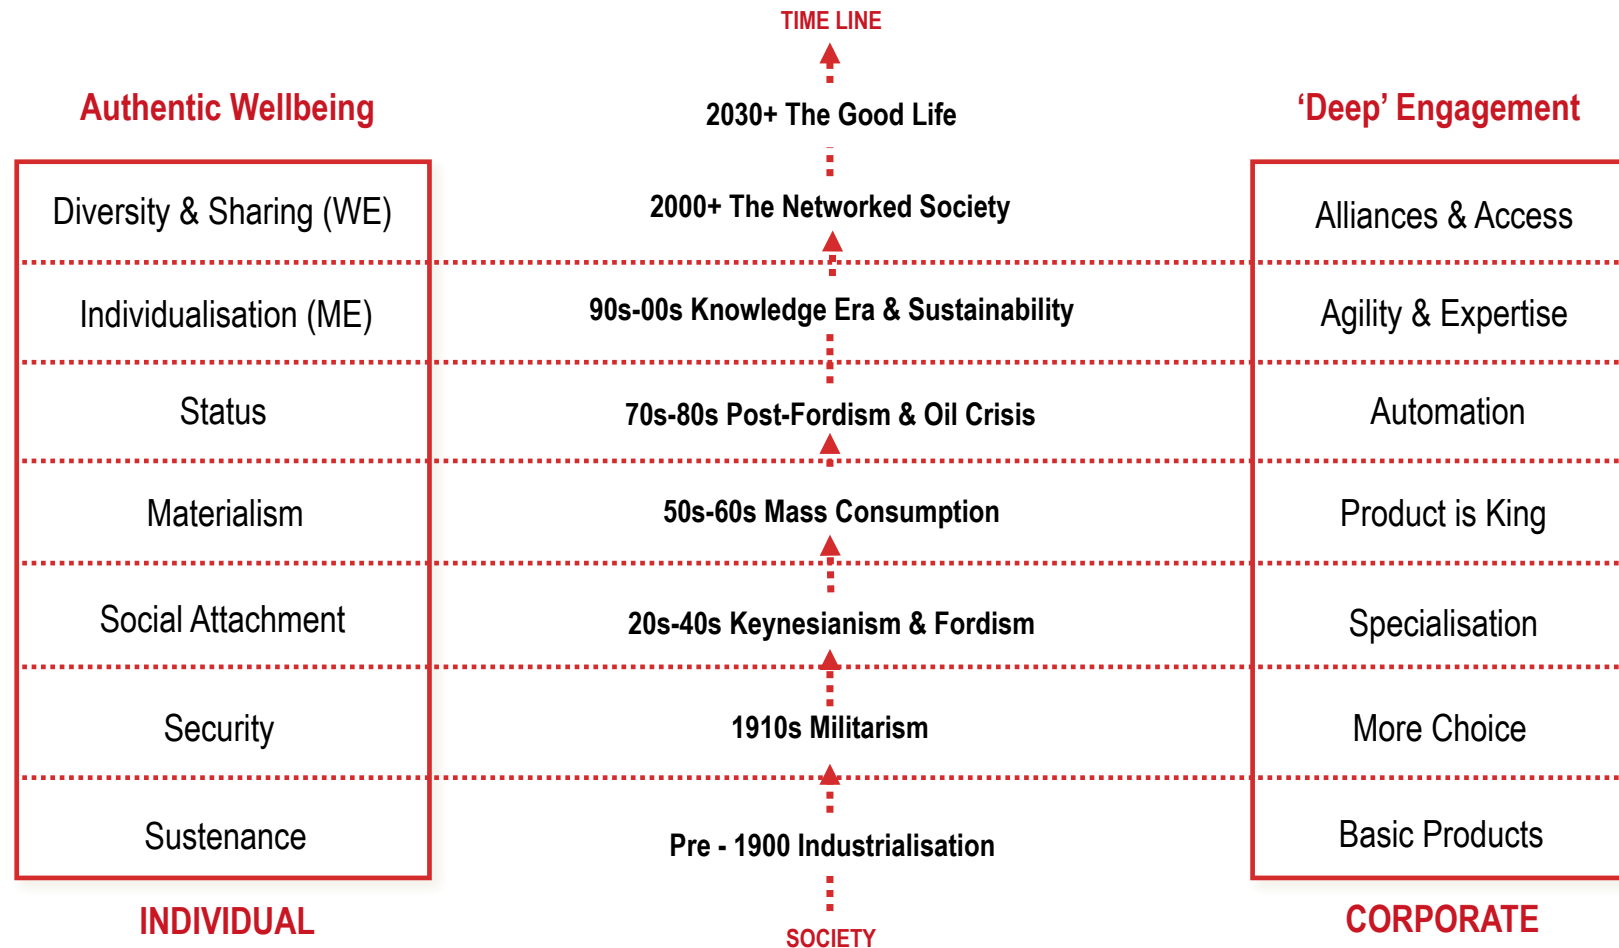 TIME LINE
Authentic Wellbeing
2030+ The Good Life
‘Deep’ Engagement
Diversity & Sharing (WE)
2000+ The Networked Society
Alliances & Access
Individualisation (ME)
90s-00s Knowledge Era & Sustainability
Agility & Expertise
Status
70s-80s Post-Fordism & Oil Crisis
Automation
Materialism
50s-60s Mass Consumption
Product is King
Social Attachment
20s-40s Keynesianism & Fordism
Specialisation
Security
1910s Militarism
More Choice
Sustenance
Pre - 1900 Industrialisation
Basic Products
INDIVIDUAL
SOCIETY
CORPORATE